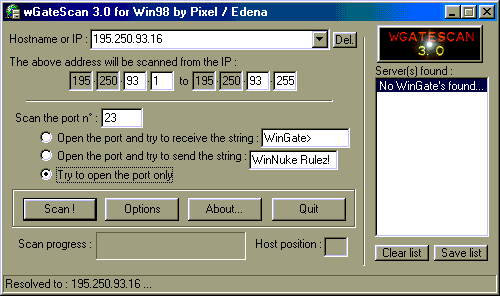 wGateScan 3.0 for Win98 by Pixel / Edena
Hostname or IP : 195.250.93.16 Del.
The above address will be scanned from the IP :
195 . 250 . 93 . 1 to 195 . 250 . 93 . 255
Scan the port n° : 23
Open the port and try to receive the string : WinGate>
Open the port and try to send the string : WinNuke Rulez!
Try to open the port only
Scan ! Options About... Quit
Scan progress : Host position :
WGATESCAN
3.0
Server(s) found :
No WinGate's found...
Clear list Save list
Resolved to : 195.250.93.16 ...